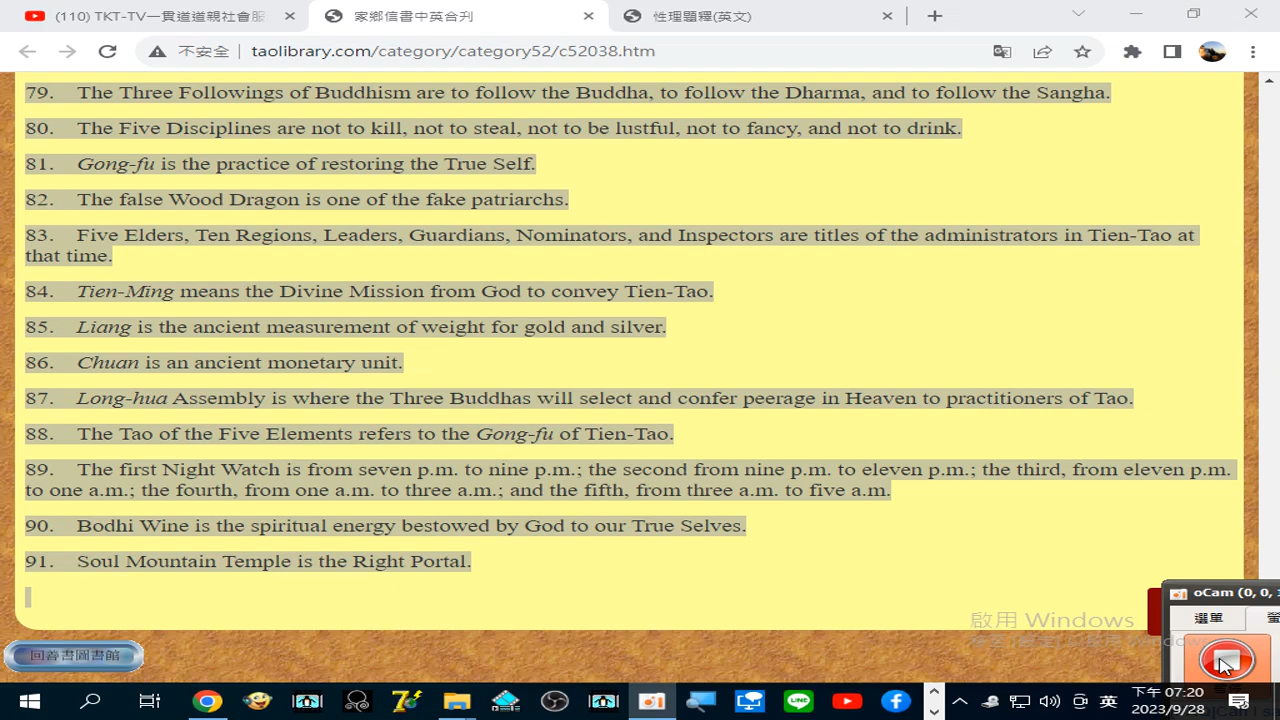 (110) TKT-TV一貫道道親社會服
家鄉信書中英合刋
性理題釋(英文)
不安全
taolibrary.com/category/category52/c52038.htm
79. The Three Followings of Buddhism are to follow the Buddha, to follow the Dharma, and to follow the Sangha.
80. The Five Disciplines are not to kill, not to steal, not to be lustful, not to fancy, and not to drink.
81. Gong-fu is the practice of restoring the True Self.
82. The false Wood Dragon is one of the fake patriarchs.
83. Five Elders, Ten Regions, Leaders, Guardians, Nominators, and Inspectors are titles of the administrators in Tien-Tao at
that time.
84. Tien-Ming means the Divine Mission from God to convey Tien-Tao.
85. Liang is the ancient measurement of weight for gold and silver.
86. Chuan is an ancient monetary unit.
87. Long-hua Assembly is where the Three Buddhas will select and confer peerage in Heaven to practitioners of Tao.
88. The Tao of the Five Elements refers to the Gong-fu of Tien-Tao.
89. The first Night Watch is from seven p.m. to nine p.m.; the second from nine p.m. to eleven p.m.; the third, from eleven p.m.
to one a.m.; the fourth, from one a.m. to three a.m.; and the fifth, from three a.m. to five a.m.
90. Bodhi Wine is the spiritual energy bestowed by God to our True Selves.
91. Soul Mountain Temple is the Right Portal.
oCam (0, 0,
選單
啟用 Windows
回善書圖書館
英
下午 07:20
2023/9/28